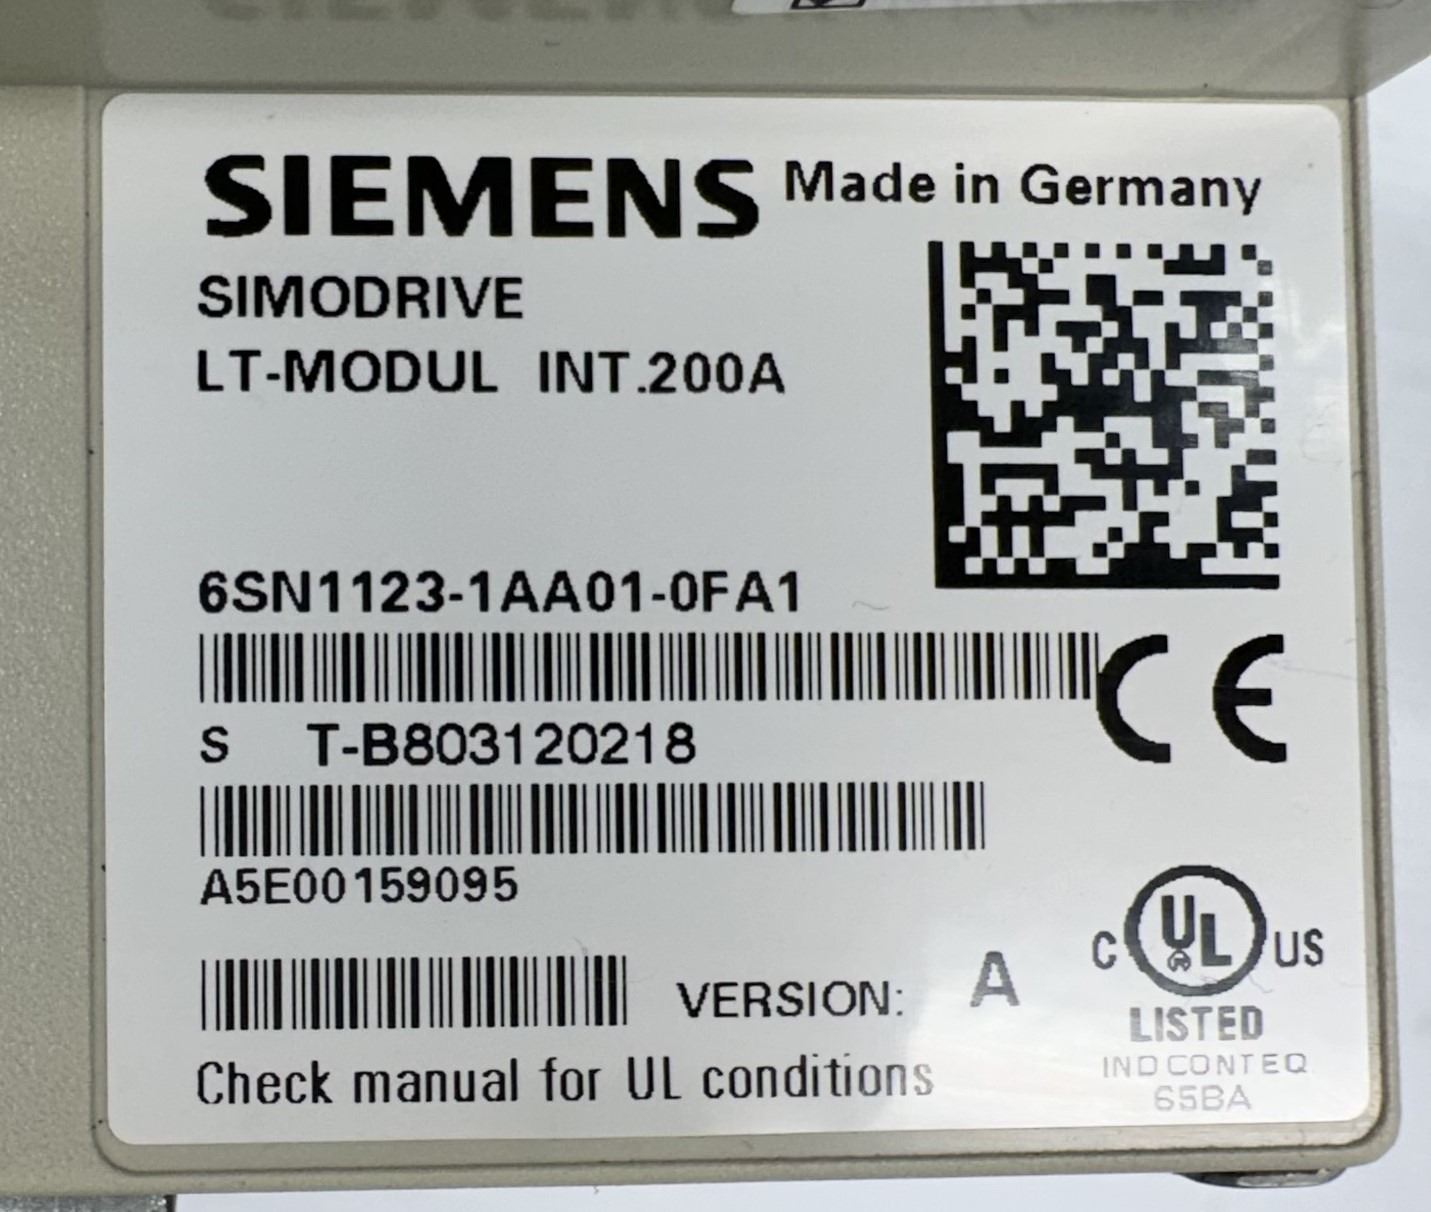 SIEMENS Made in Germany
SIMODRIVE
LT-MODUL INT.200A
6SN1123-1AA01-0FA1
S T-B803120218
A5E00159095
VERSION: A
C UL US
LISTED
IND CONT EQ
65BA
Check manual for UL conditions